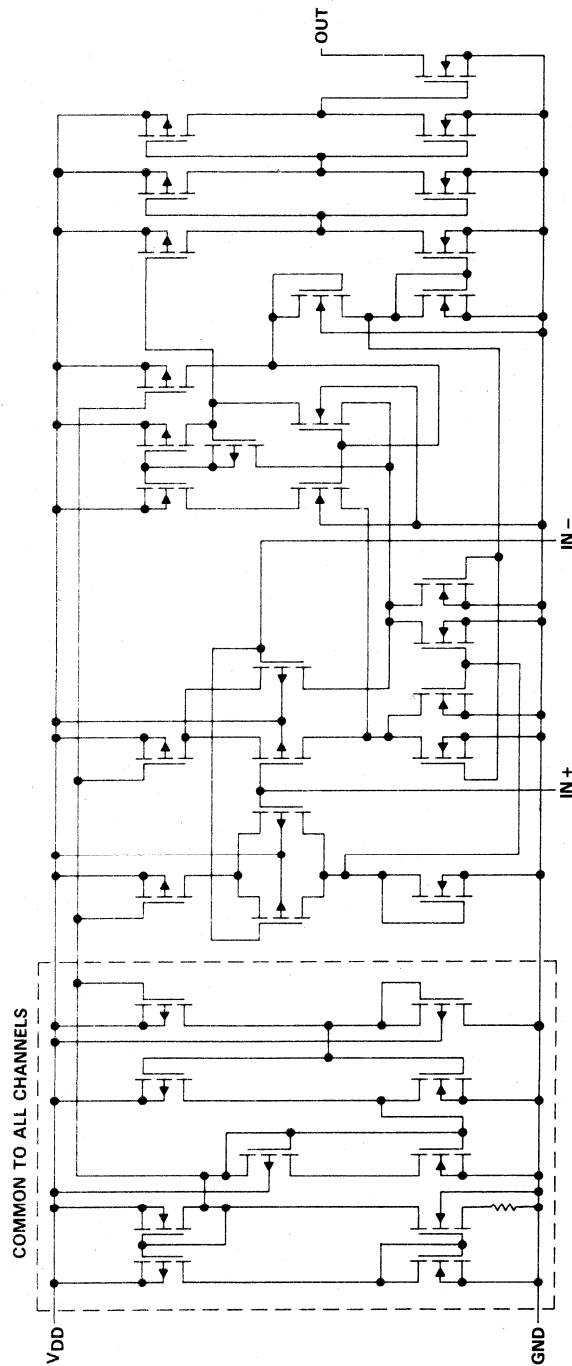 COMMON TO ALL CHANNELS
VDD
GND
IN +
IN −
OUT